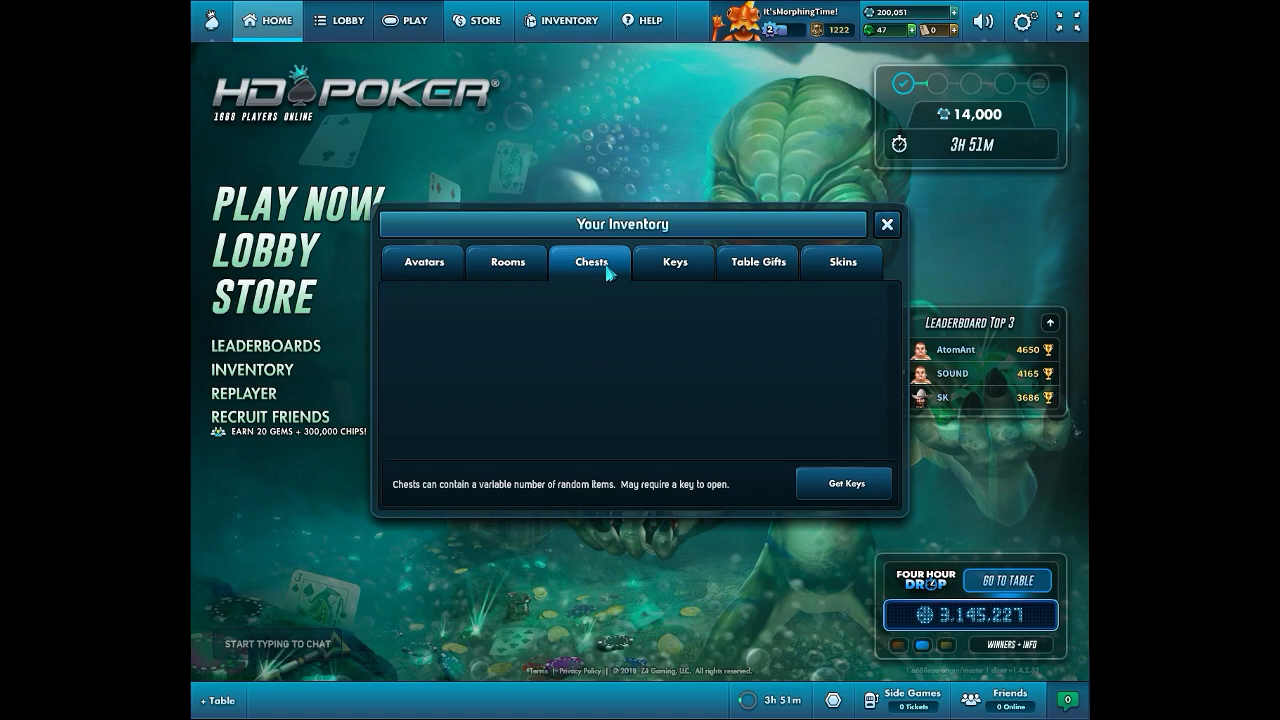 HOME
LOBBY
PLAY
STORE
INVENTORY
HELP
It'sMorphingTime!
2
1222
200,051
47
0
HD POKER®
1668 PLAYERS ONLINE
14,000
3H 51M
PLAY NOW
LOBBY
STORE
LEADERBOARDS
INVENTORY
REPLAYER
RECRUIT FRIENDS
EARN 20 GEMS + 300,000 CHIPS!
Your Inventory
Avatars
Rooms
Chests
Keys
Table Gifts
Skins
Chests can contain a variable number of random items. May require a key to open.
Get Keys
LEADERBOARD TOP 3
AtomAnt 4650
SOUND 4165
SK 3686
FOUR HOUR
DROP
GO TO TABLE
3,145,227
WINNERS + INFO
START TYPING TO CHAT
Terms | Privacy Policy | © 2018 Z4 Gaming, LLC. All rights reserved.
+ Table
3h 51m
Side Games
0 Tickets
Friends
0 Online
0